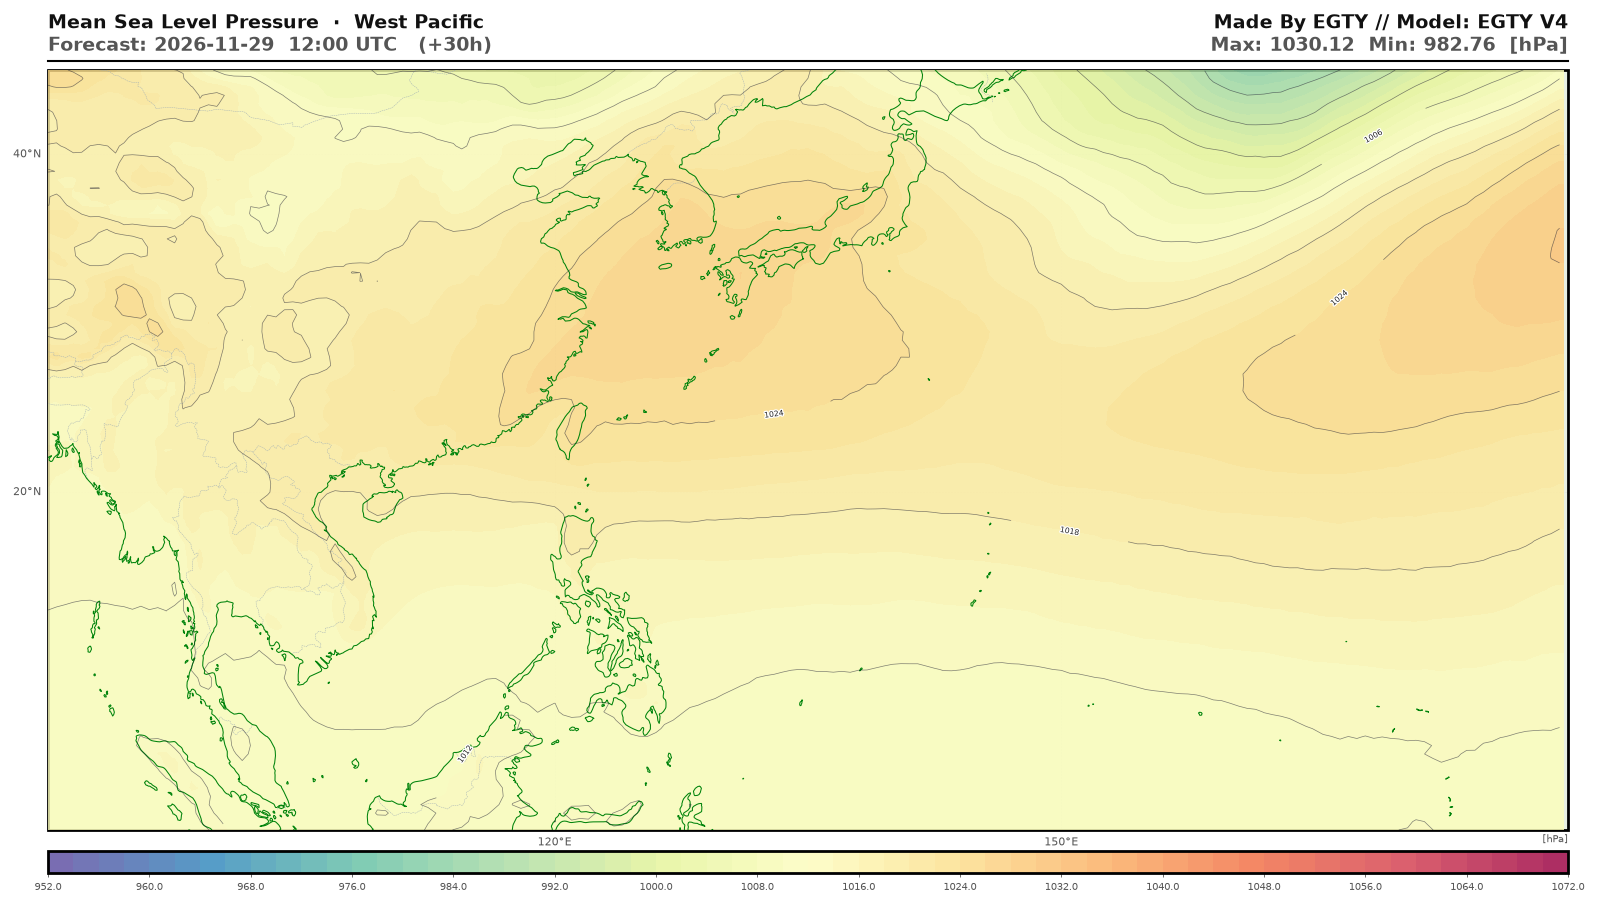 Mean Sea Level Pressure · West Pacific
Made By EGTY // Model: EGTY V4
Forecast: 2026-11-29 12:00 UTC (+30h)
Max: 1030.12 Min: 982.76 [hPa]
1006
40°N
1024
1024
20°N
1018
1012
120°E
150°E
[hPa]
952.0 960.0 968.0 976.0 984.0 992.0 1000.0 1008.0 1016.0 1024.0 1032.0 1040.0 1048.0 1056.0 1064.0 1072.0